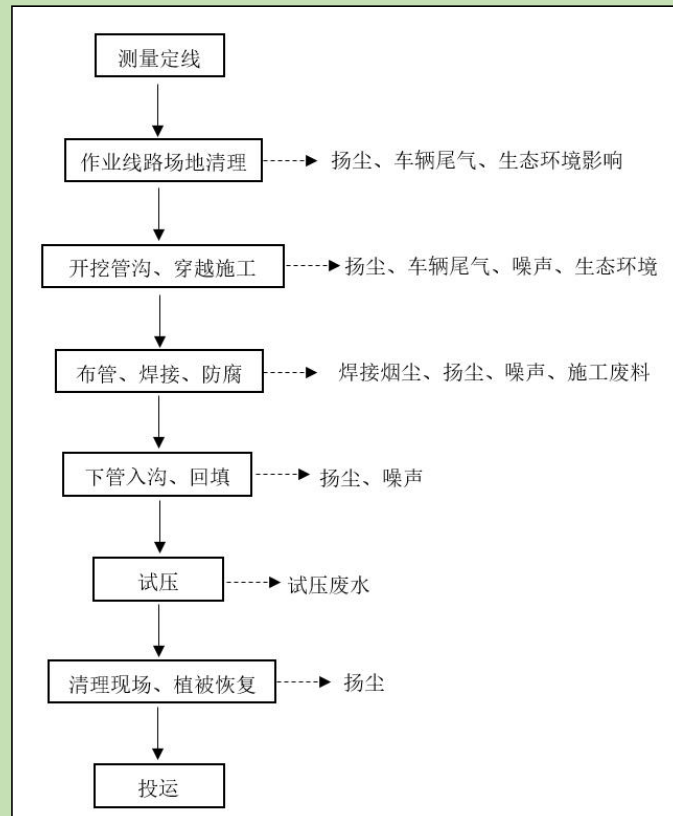 测量定线
作业线路场地清理
扬尘、车辆尾气、生态环境影响
开挖管沟、穿越施工
扬尘、车辆尾气、噪声、生态环境
布管、焊接、防腐
焊接烟尘、扬尘、噪声、施工废料
下管入沟、回填
扬尘、噪声
试压
试压废水
清理现场、植被恢复
扬尘
投运